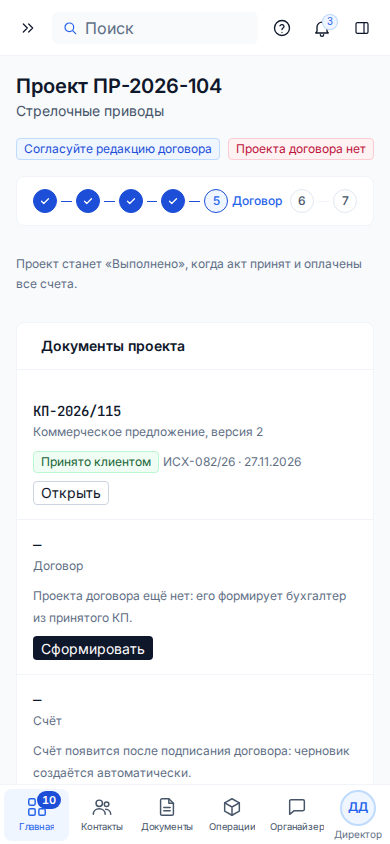 Поиск
3
Проект ПР-2026-104
Стрелочные приводы
Согласуйте редакцию договора
Проекта договора нет
5 Договор 6 7
Проект станет «Выполнено», когда акт принят и оплачены
все счета.
Документы проекта
КП-2026/115
Коммерческое предложение, версия 2
Принято клиентом ИСХ-082/26 · 27.11.2026
Открыть
—
Договор
Проекта договора ещё нет: его формирует бухгалтер
из принятого КП.
Сформировать
—
Счёт
Счёт появится после подписания договора: черновик
создаётся автоматически.
10
ДД
Главная Контакты Документы Операции Органайзер Директор